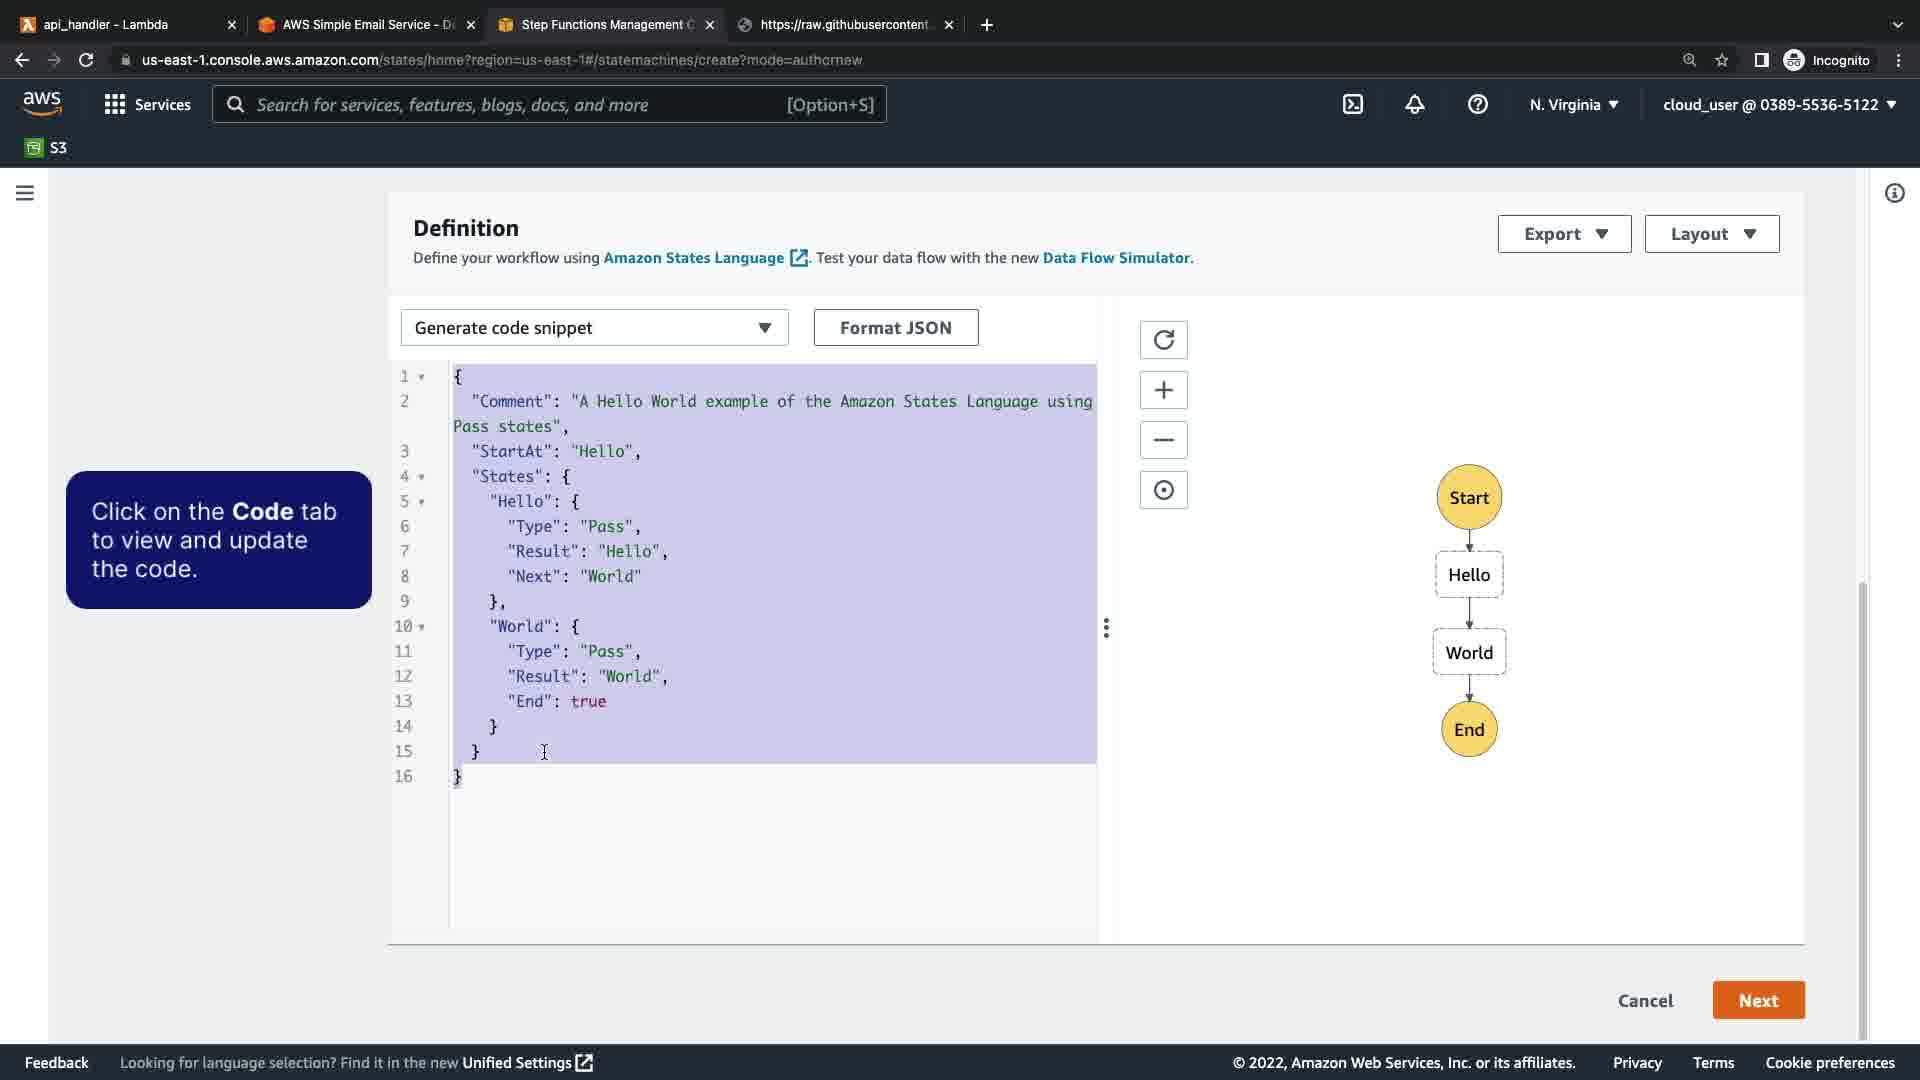 api_handler - Lambda
AWS Simple Email Service - D
Step Functions Management C
https://raw.githubusercontent.
us-east-1.console.aws.amazon.com/states/home?region=us-east-1#/statemachines/create?mode=authornew
Incognito
aws
Services
Search for services, features, blogs, docs, and more
[Option+S]
N. Virginia ▼
cloud_user @ 0389-5536-5122 ▼
S3
Definition
Define your workflow using Amazon States Language. Test your data flow with the new Data Flow Simulator.
Export ▼
Layout ▼
Generate code snippet ▼
Format JSON
1 {
2 "Comment": "A Hello World example of the Amazon States Language using
Pass states",
3 "StartAt": "Hello",
4 "States": {
5 "Hello": {
6 "Type": "Pass",
7 "Result": "Hello",
8 "Next": "World"
9 },
10 "World": {
11 "Type": "Pass",
12 "Result": "World",
13 "End": true
14 }
15 }
16 }
Click on the Code tab
to view and update
the code.
Start
Hello
World
End
Cancel
Next
Feedback
Looking for language selection? Find it in the new Unified Settings
© 2022, Amazon Web Services, Inc. or its affiliates.
Privacy
Terms
Cookie preferences